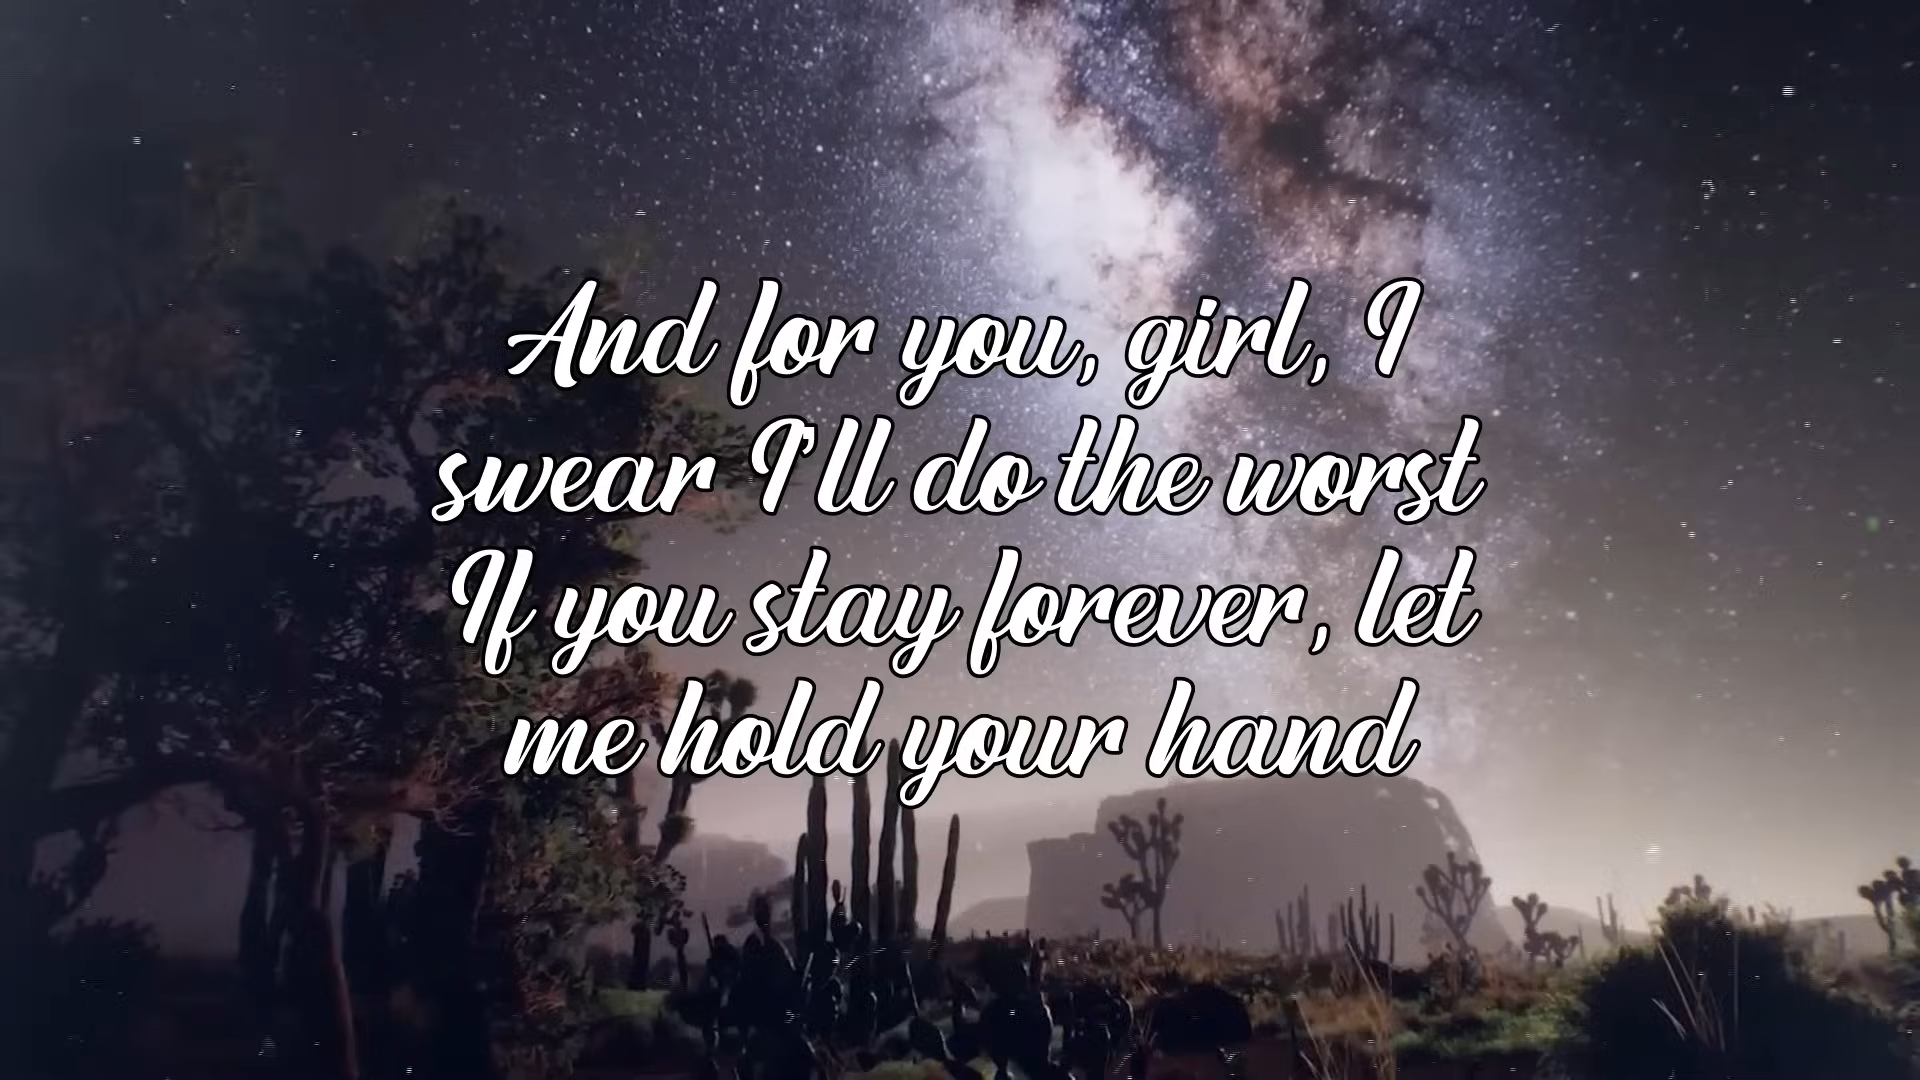 And for you, girl, I
swear I'll do the worst
If you stay forever, let
me hold your hand